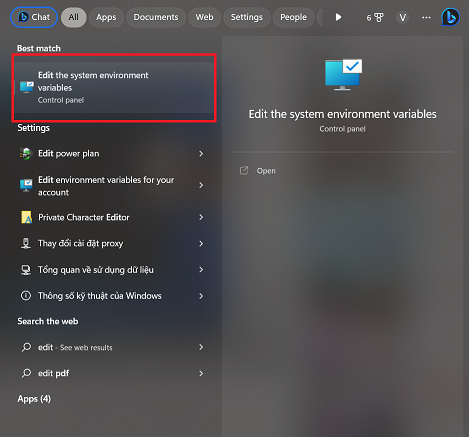 Chat All Apps Documents Web Settings People 6 V ...
Best match
Edit the system environment
variables
Control panel
Settings
Edit power plan
Edit environment variables for your
account
Private Character Editor
Thay đổi cài đặt proxy
Tổng quan về sử dụng dữ liệu
Thông số kỹ thuật của Windows
Search the web
edit - See web results
edit pdf
Apps (4)
Edit the system environment variables
Control panel
Open